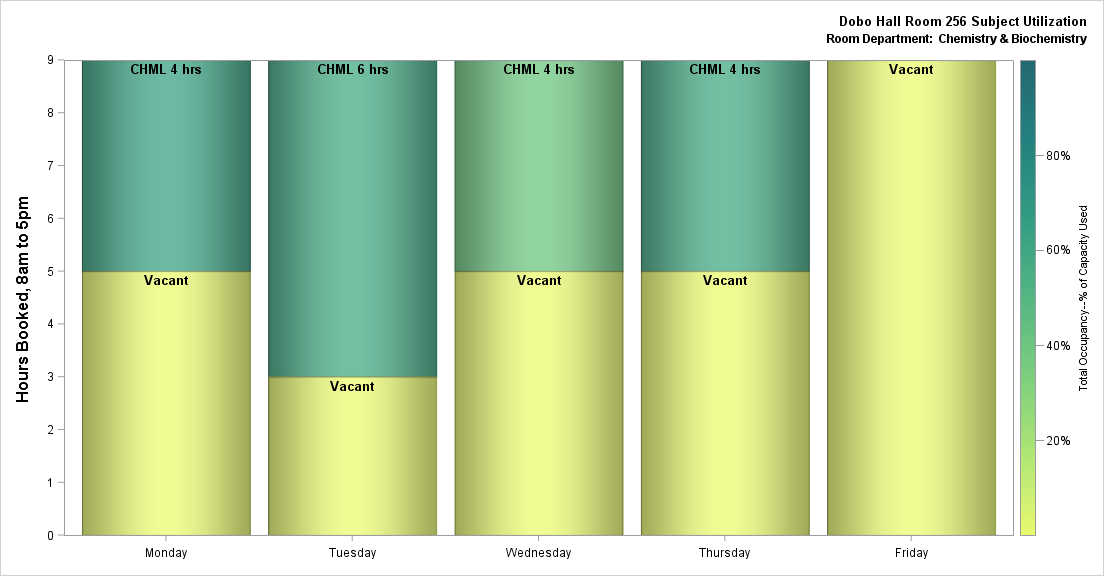 Dobo Hall Room 256 Subject Utilization
Room Department: Chemistry & Biochemistry
Hours Booked, 8am to 5pm
9
8
7
6
5
4
3
2
1
0
CHML 4 hrs
Vacant
CHML 6 hrs
Vacant
CHML 4 hrs
Vacant
CHML 4 hrs
Vacant
Vacant
Monday
Tuesday
Wednesday
Thursday
Friday
80%
60%
40%
20%
Total Occupancy--% of Capacity Used